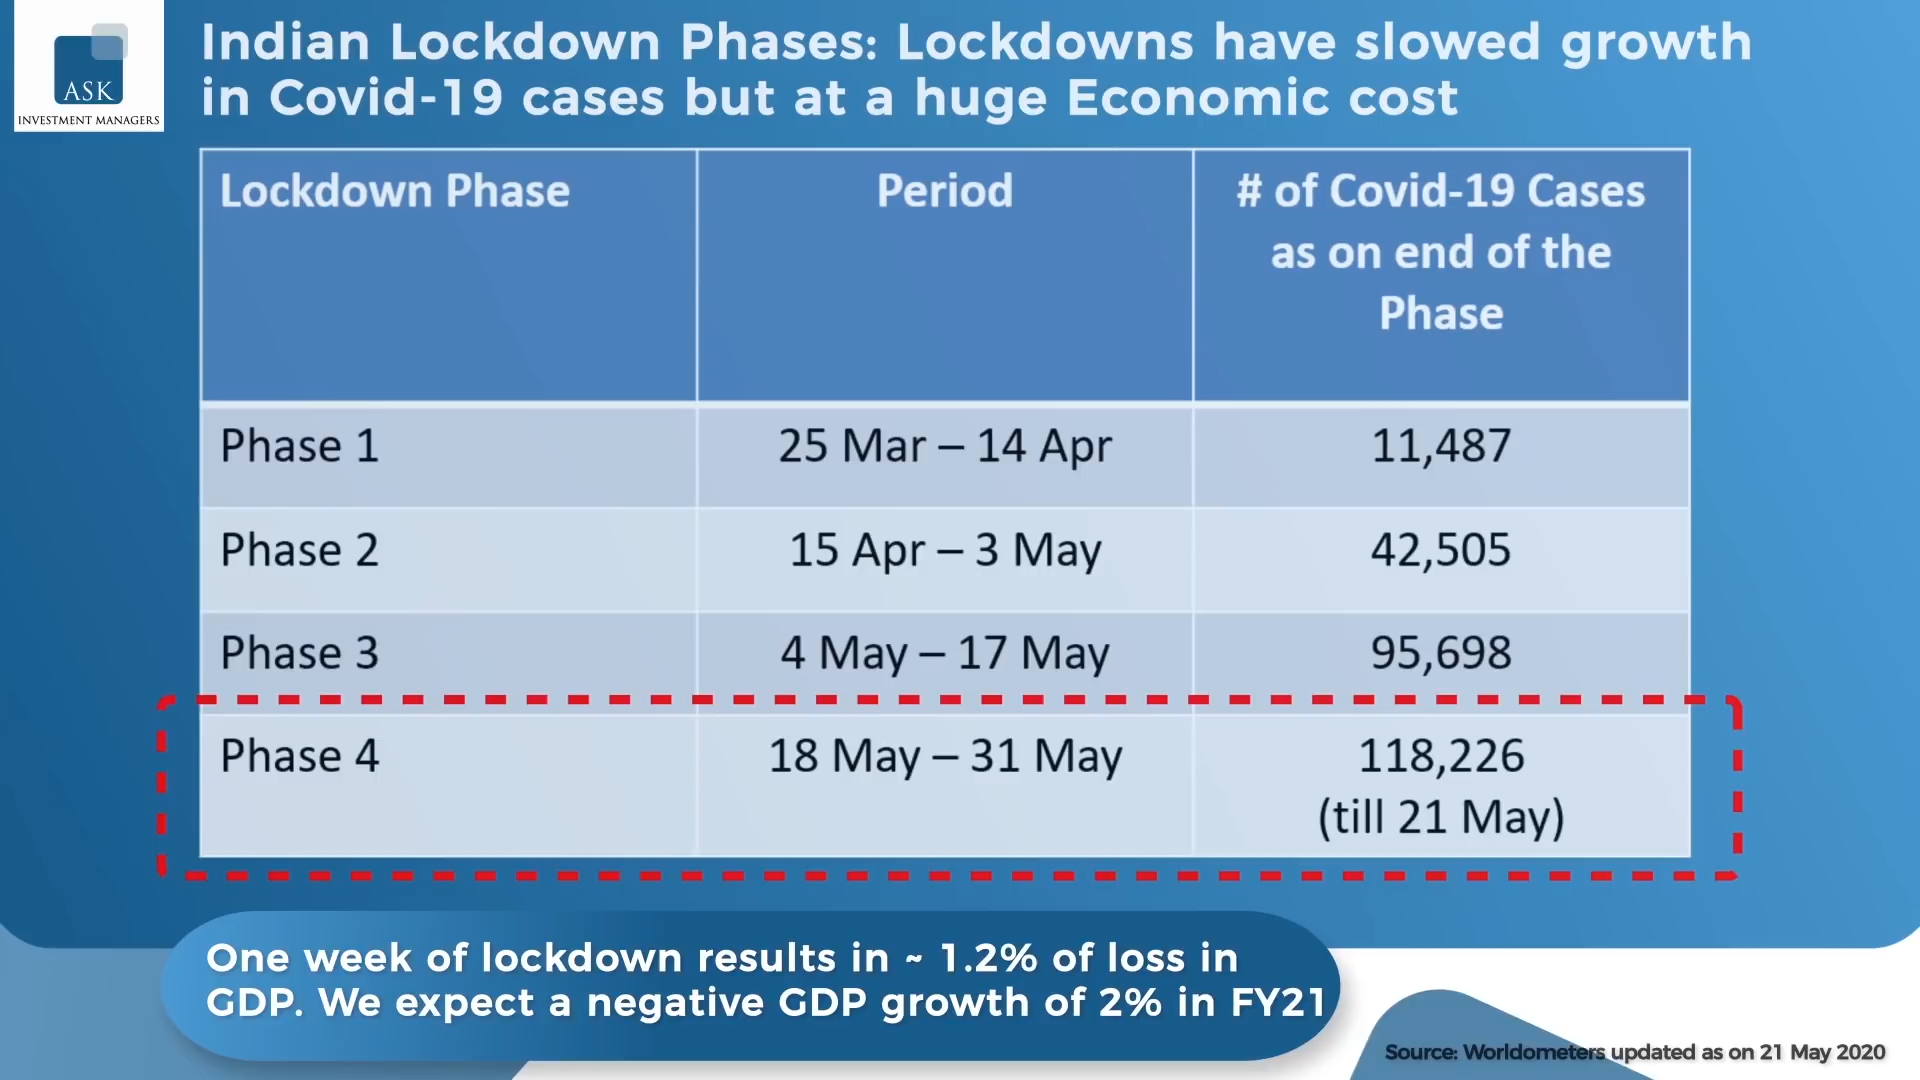 ASK
INVESTMENT MANAGERS
Indian Lockdown Phases: Lockdowns have slowed growth
in Covid-19 cases but at a huge Economic cost
Lockdown Phase
Period
# of Covid-19 Cases
as on end of the
Phase
Phase 1
25 Mar – 14 Apr
11,487
Phase 2
15 Apr – 3 May
42,505
Phase 3
4 May – 17 May
95,698
Phase 4
18 May – 31 May
118,226
(till 21 May)
One week of lockdown results in ~ 1.2% of loss in
GDP. We expect a negative GDP growth of 2% in FY21
Source: Worldometers updated as on 21 May 2020